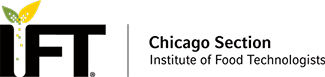 IFT®
Chicago Section
Institute of Food Technologists